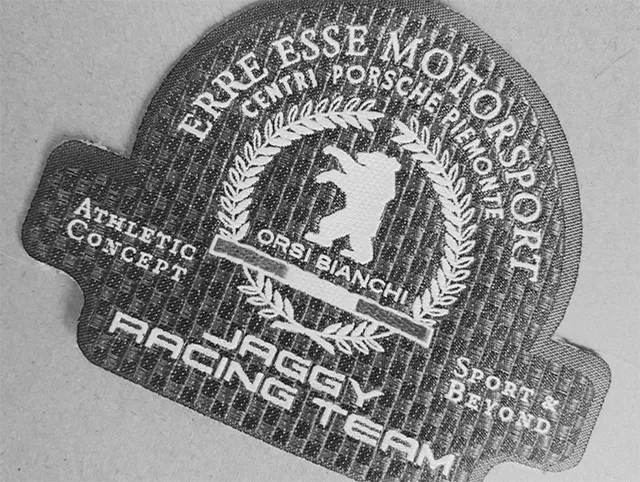 ERRE ESSE MOTORSPORT
CENTRI PORSCHE PIEMONTE
ORSI BIANCHI
ATHLETIC
CONCEPT
JAGGY
RACING TEAM
SPORT &
BEYOND